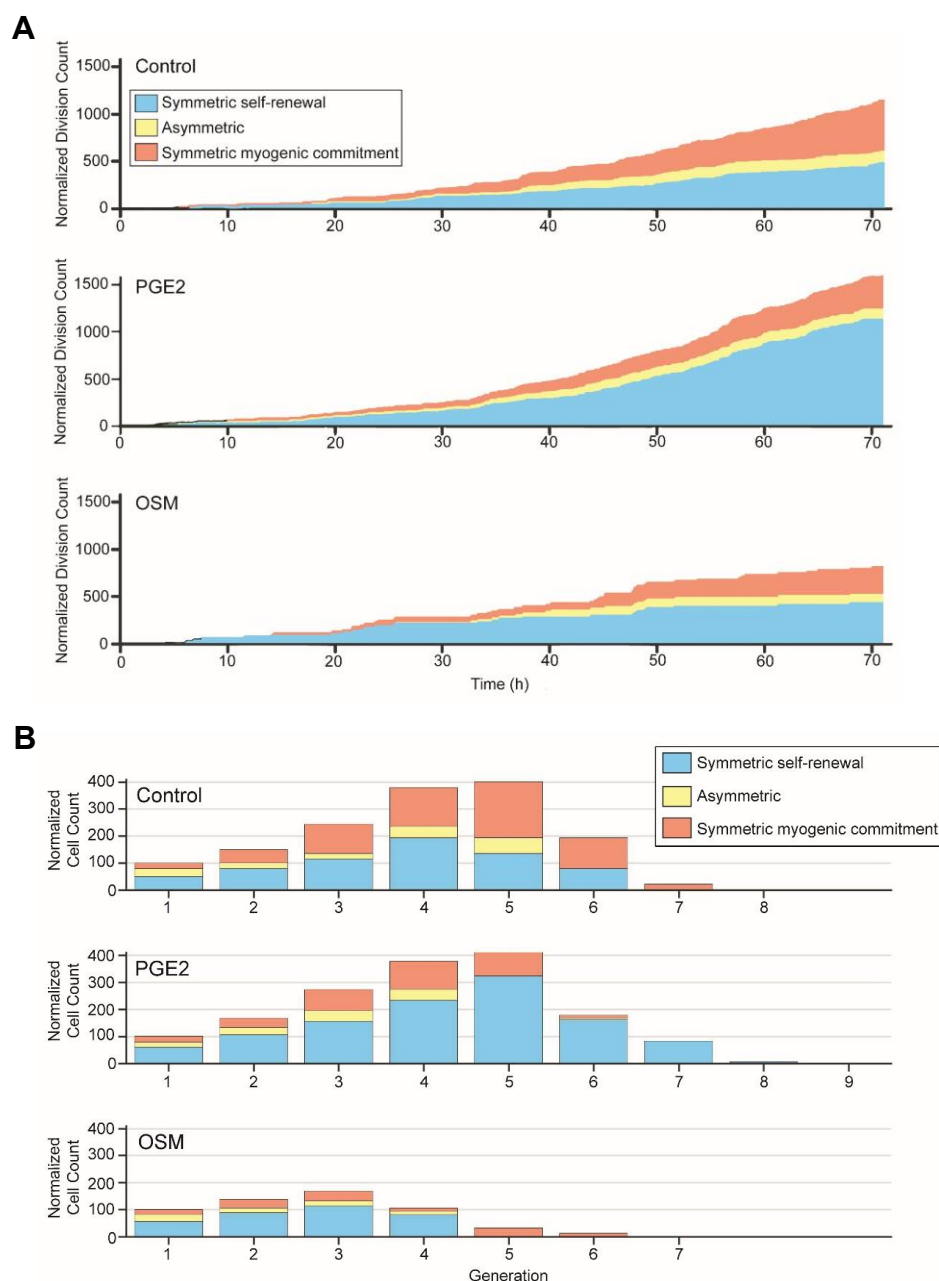 A
Normalized Division Count
1500
1000
500
0
Control
Symmetric self-renewal
Asymmetric
Symmetric myogenic commitment
0 10 20 30 40 50 60 70
Normalized Division Count
1500
1000
500
0
PGE2
0 10 20 30 40 50 60 70
Normalized Division Count
1500
1000
500
0
OSM
0 10 20 30 40 50 60 70
Time (h)
B
Symmetric self-renewal
Asymmetric
Symmetric myogenic commitment
Normalized
Cell Count
400
300
200
100
0
Control
1 2 3 4 5 6 7 8
Normalized
Cell Count
400
300
200
100
0
PGE2
1 2 3 4 5 6 7 8 9
Normalized
Cell Count
400
300
200
100
0
OSM
1 2 3 4 5 6 7
Generation